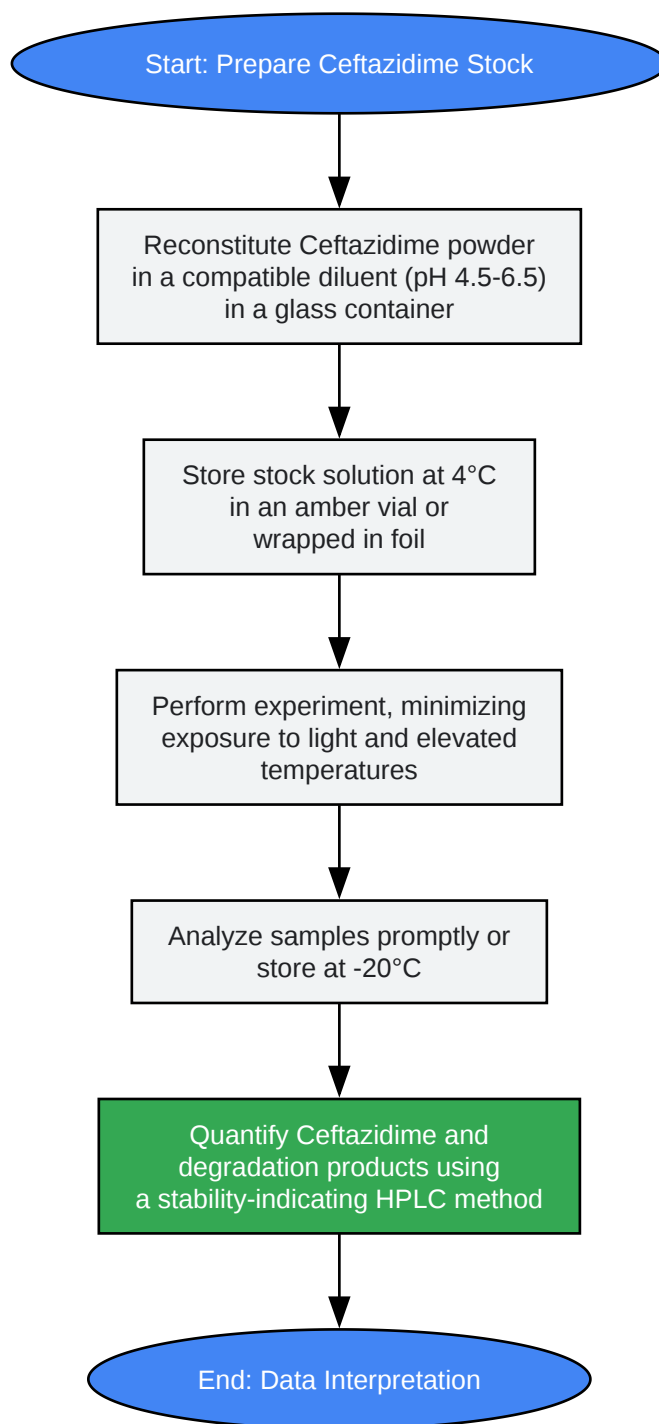 Start: Prepare Ceftazidime Stock
Reconstitute Ceftazidime powder
in a compatible diluent (pH 4.5-6.5)
in a glass container
Store stock solution at 4°C
in an amber vial or
wrapped in foil
Perform experiment, minimizing
exposure to light and elevated
temperatures
Analyze samples promptly or
store at -20°C
Quantify Ceftazidime and
degradation products using
a stability-indicating HPLC method
End: Data Interpretation